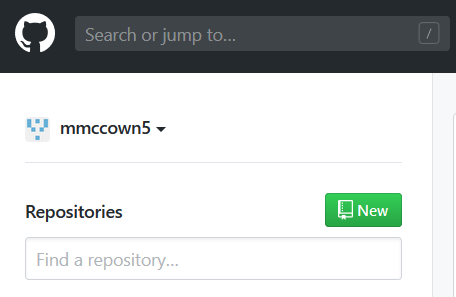 Search or jump to…
/
mmccown5
Repositories
New
Find a repository…